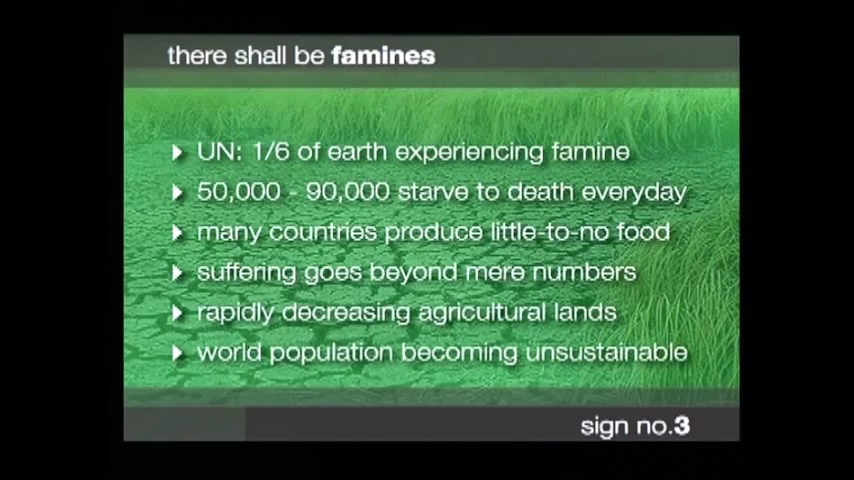 there shall be famines
UN: 1/6 of earth experiencing famine
50,000 - 90,000 starve to death everyday
many countries produce little-to-no food
suffering goes beyond mere numbers
rapidly decreasing agricultural lands
world population becoming unsustainable
sign no.3